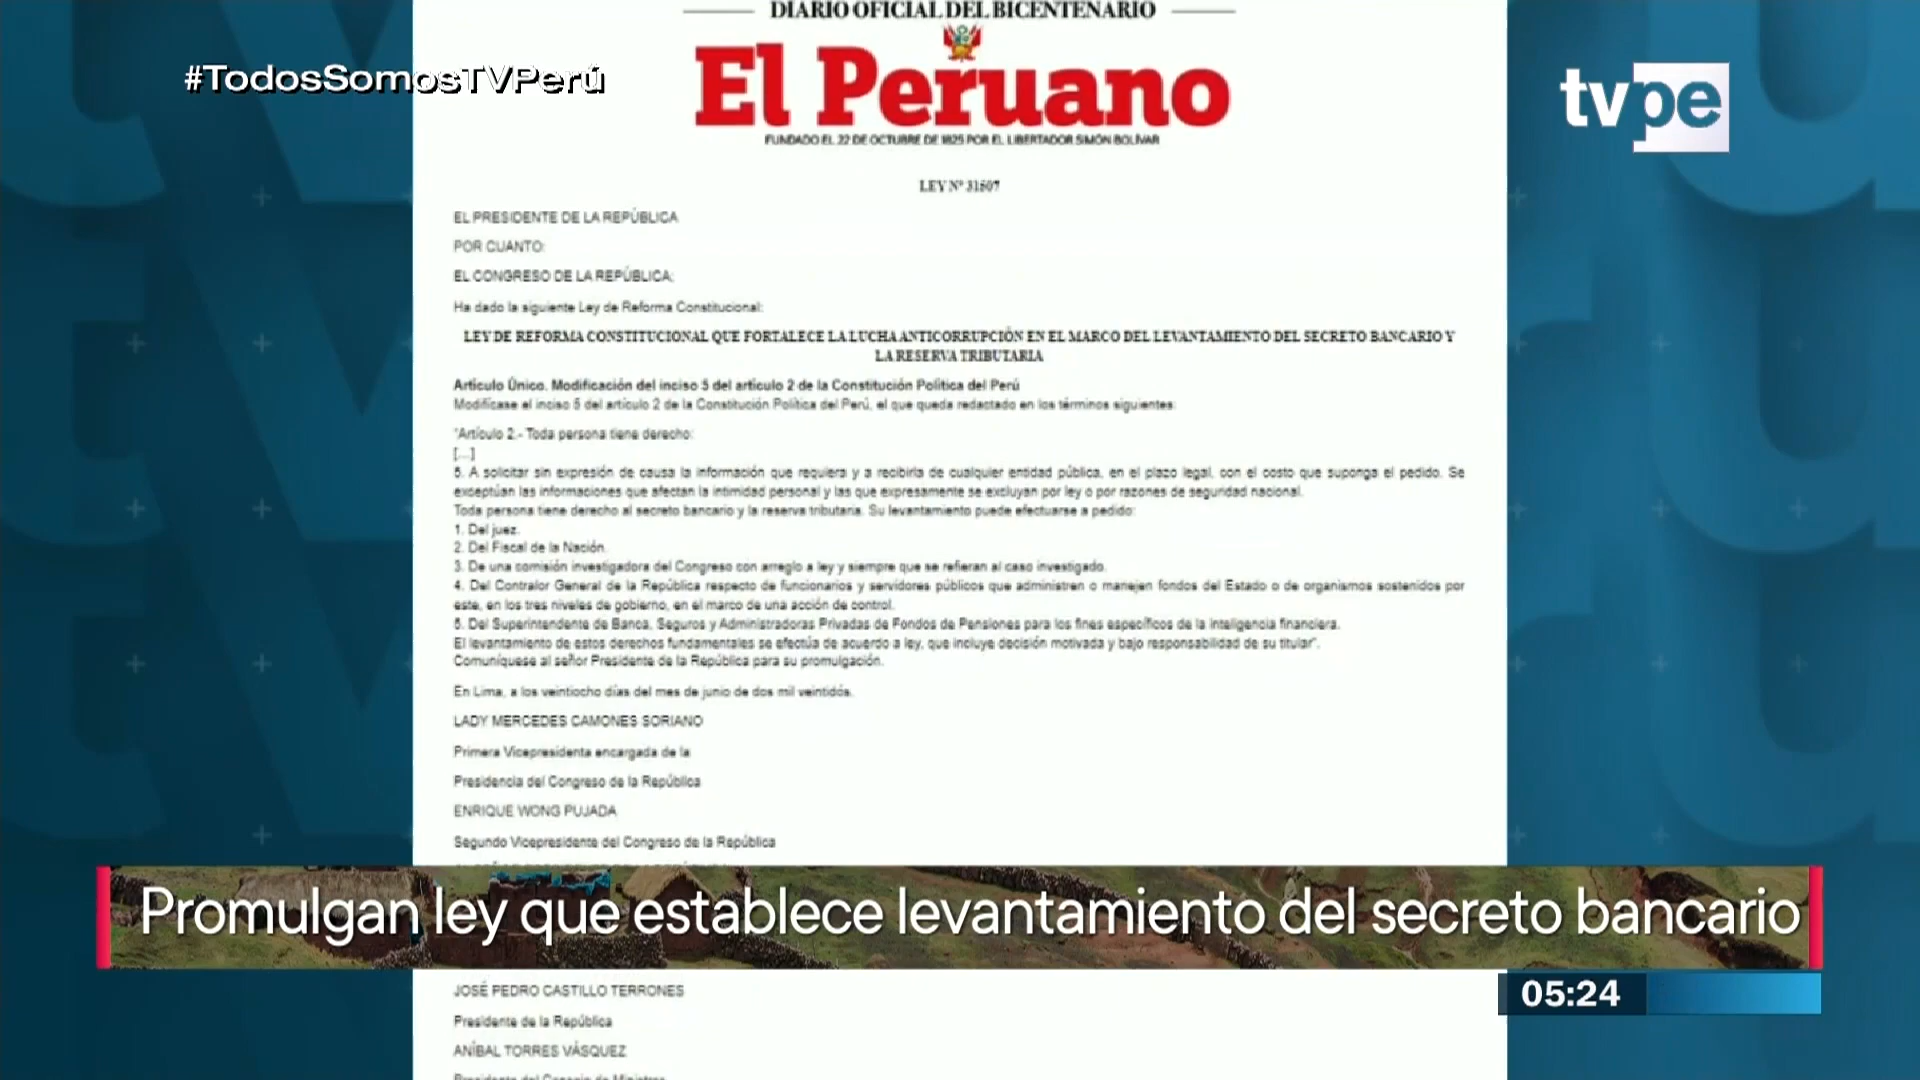 DIARIO OFICIAL DEL BICENTENARIO
El Peruano
FUNDADO EL 22 DE OCTUBRE DE 1825 POR EL LIBERTADOR SIMÓN BOLÍVAR
#TodosSomosTVPerú
tvpe
LEY Nº 31507
EL PRESIDENTE DE LA REPÚBLICA
POR CUANTO:
EL CONGRESO DE LA REPÚBLICA;
Ha dado la siguiente Ley de Reforma Constitucional:
LEY DE REFORMA CONSTITUCIONAL QUE FORTALECE LA LUCHA ANTICORRUPCIÓN EN EL MARCO DEL LEVANTAMIENTO DEL SECRETO BANCARIO Y
LA RESERVA TRIBUTARIA
Artículo Único. Modificación del inciso 5 del artículo 2 de la Constitución Política del Perú
Modifícase el inciso 5 del artículo 2 de la Constitución Política del Perú, el que queda redactado en los términos siguientes:
"Artículo 2.- Toda persona tiene derecho:
[...]
5. A solicitar sin expresión de causa la información que requiera y a recibirla de cualquier entidad pública, en el plazo legal, con el costo que suponga el pedido. Se
exceptúan las informaciones que afectan la intimidad personal y las que expresamente se excluyan por ley o por razones de seguridad nacional.
Toda persona tiene derecho al secreto bancario y la reserva tributaria. Su levantamiento puede efectuarse a pedido:
1. Del juez.
2. Del Fiscal de la Nación.
3. De una comisión investigadora del Congreso con arreglo a ley y siempre que se refieran al caso investigado.
4. Del Contralor General de la República respecto de funcionarios y servidores públicos que administren o manejen fondos del Estado o de organismos sostenidos por
este, en los tres niveles de gobierno, en el marco de una acción de control.
5. Del Superintendente de Banca, Seguros y Administradoras Privadas de Fondos de Pensiones para los fines específicos de la inteligencia financiera.
El levantamiento de estos derechos fundamentales se efectúa de acuerdo a ley, que incluye decisión motivada y bajo responsabilidad de su titular".
Comuníquese al señor Presidente de la República para su promulgación.
En Lima, a los veintiocho días del mes de junio de dos mil veintidós.
LADY MERCEDES CAMONES SORIANO
Primera Vicepresidenta encargada de la
Presidencia del Congreso de la República
ENRIQUE WONG PUJADA
Segundo Vicepresidente del Congreso de la República
Promulgan ley que establece levantamiento del secreto bancario
05:24
JOSÉ PEDRO CASTILLO TERRONES
Presidente de la República
ANÍBAL TORRES VÁSQUEZ
Presidente del Consejo de Ministros